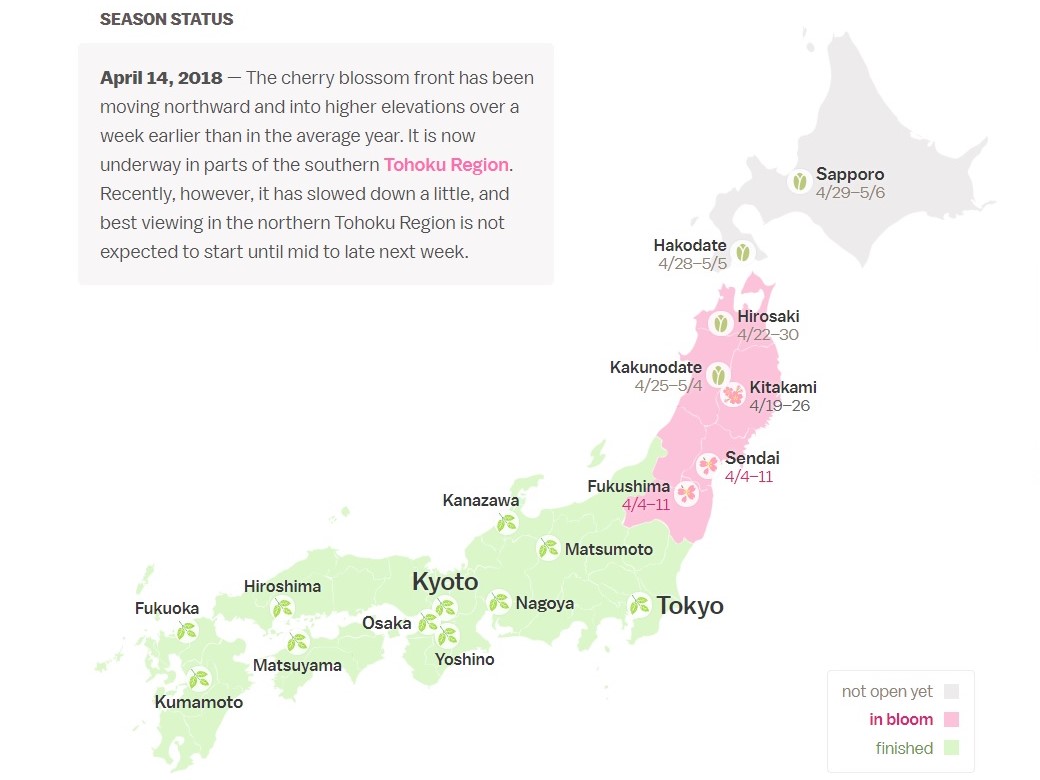 SEASON STATUS
April 14, 2018 — The cherry blossom front has been
moving northward and into higher elevations over a
week earlier than in the average year. It is now
underway in parts of the southern Tohoku Region.
Recently, however, it has slowed down a little, and
best viewing in the northern Tohoku Region is not
expected to start until mid to late next week.
Sapporo
4/29–5/6
Hakodate
4/28–5/5
Hirosaki
4/22–30
Kakunodate
4/25–5/4
Kitakami
4/19–26
Sendai
4/4–11
Fukushima
4/4–11
Kanazawa
Matsumoto
Kyoto
Hiroshima
Nagoya
Tokyo
Fukuoka
Osaka
Yoshino
Matsuyama
Kumamoto
not open yet
in bloom
finished